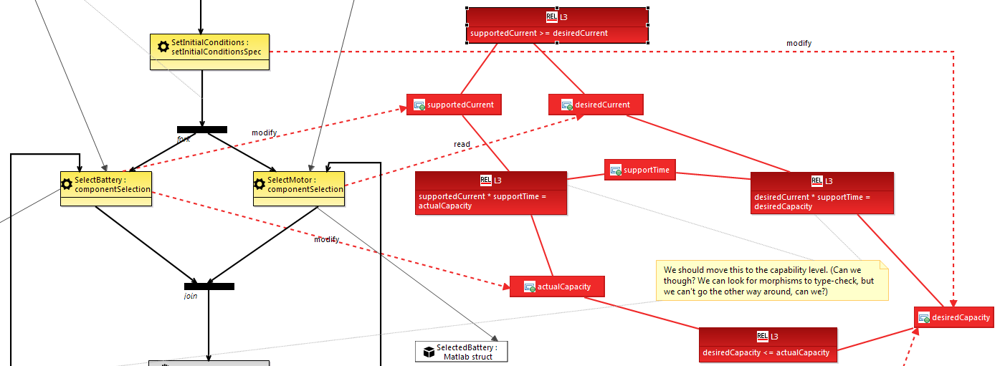 REL L3
supportedCurrent >= desiredCurrent
SetInitialConditions :
setInitialConditionsSpec
modify
supportedCurrent
desiredCurrent
fork
modify
read
supportTime
SelectBattery :
componentSelection
SelectMotor :
componentSelection
REL L3
supportedCurrent * supportTime =
actualCapacity
REL L3
desiredCurrent * supportTime =
desiredCapacity
modify
We should move this to the capability level. (Can we
though? We can look for morphisms to type-check, but
we can't go the other way around, can we?)
actualCapacity
join
desiredCapacity
REL L3
desiredCapacity <= actualCapacity
SelectedBattery :
Matlab struct